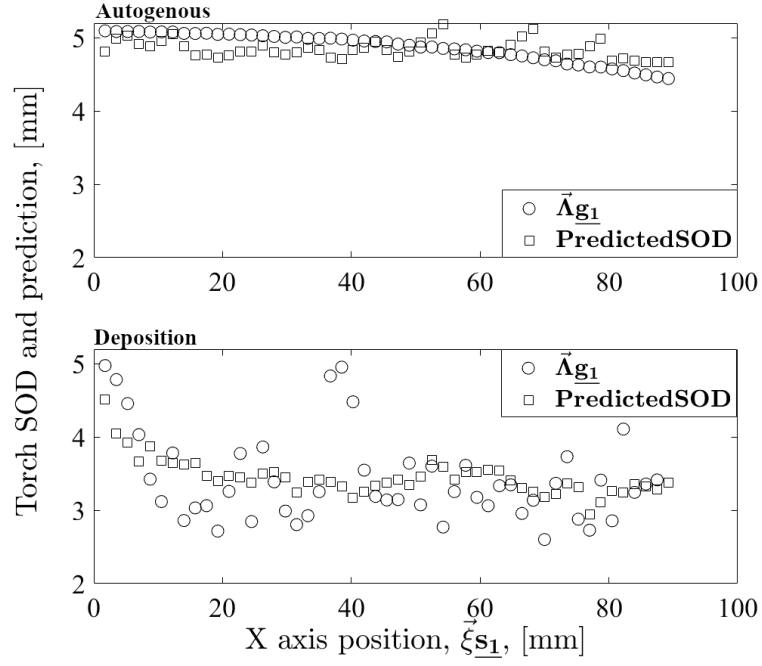 Torch SOD and prediction, [mm]
Autogenous
5
4
3
2
0 20 40 60 80 100
Λ⃗g₁
PredictedSOD
Deposition
5
4
3
2
0 20 40 60 80 100
Λ⃗g₁
PredictedSOD
X axis position, ξ⃗s₁, [mm]